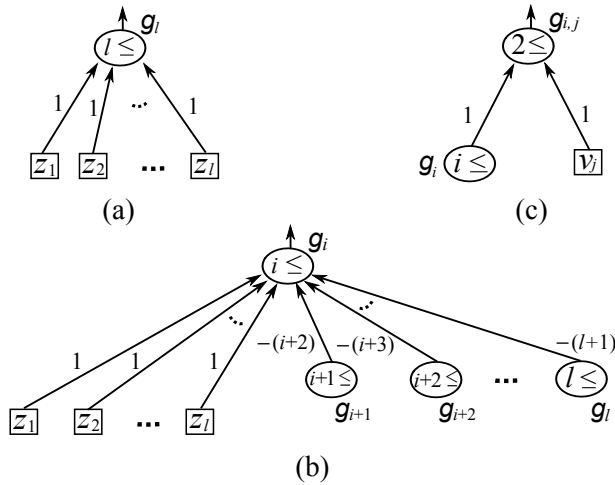 g_l
l ≤
1 1 ... 1
z_1 z_2 ... z_l
(a)
g_{i,j}
2 ≤
1 1
g_i i ≤ v_j
(c)
g_i
i ≤
1 1 ... 1 −(i+2) −(i+3) ... −(l+1)
i+1 ≤ i+2 ≤ ... l ≤
z_1 z_2 ... z_l g_{i+1} g_{i+2} g_l
(b)